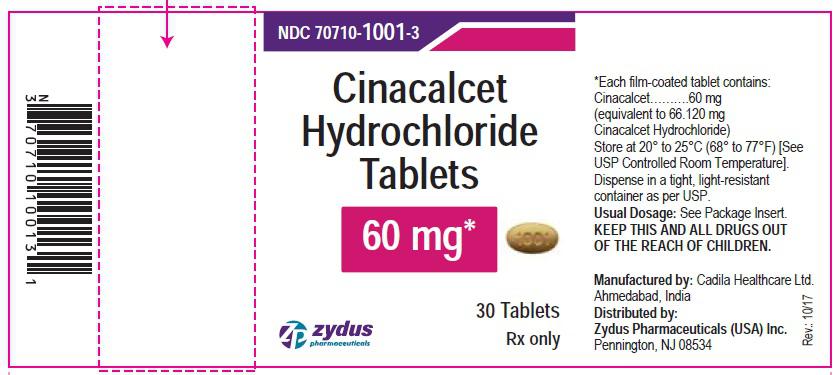 NDC 70710-1001-3
Cinacalcet
Hydrochloride
Tablets
60 mg*
1001
30 Tablets
Rx only
zydus
pharmaceuticals
*Each film-coated tablet contains:
Cinacalcet..........60 mg
(equivalent to 66.120 mg
Cinacalcet Hydrochloride)
Store at 20° to 25°C (68° to 77°F) [See
USP Controlled Room Temperature].
Dispense in a tight, light-resistant
container as per USP.
Usual Dosage: See Package Insert.
KEEP THIS AND ALL DRUGS OUT
OF THE REACH OF CHILDREN.
Manufactured by: Cadila Healthcare Ltd.
Ahmedabad, India
Distributed by:
Zydus Pharmaceuticals (USA) Inc.
Pennington, NJ 08534
Rev.: 10/17
N
3 70710 10013 1